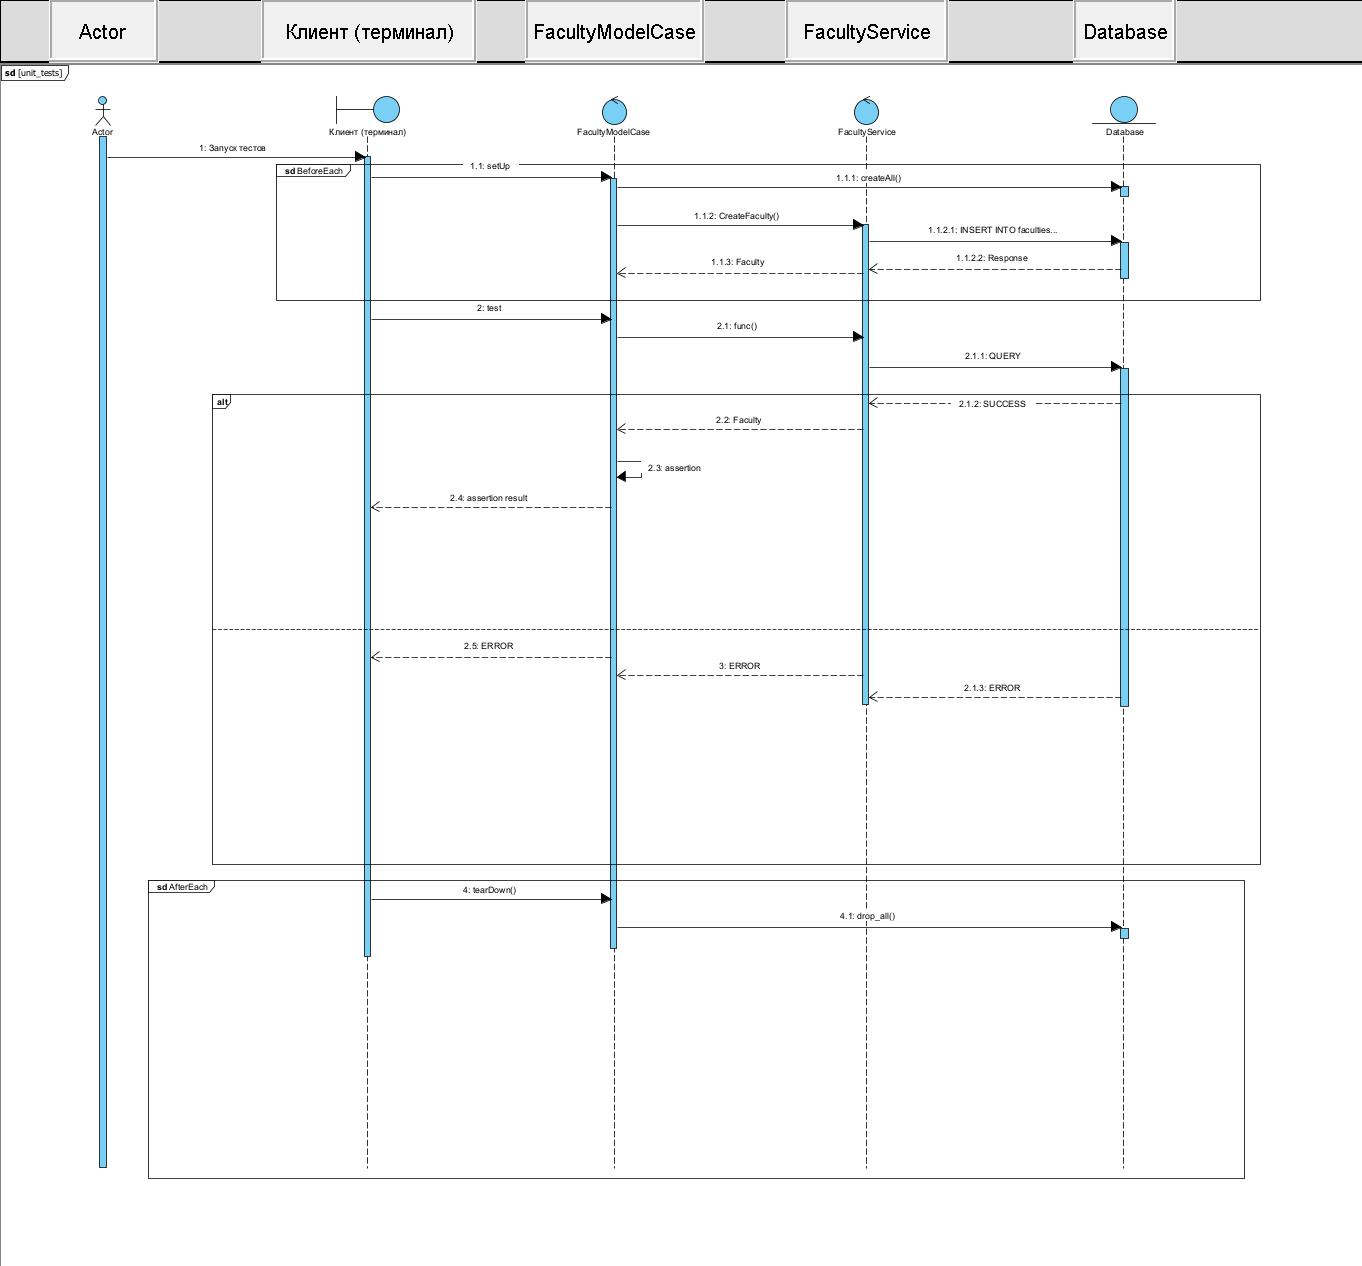 Actor
Клиент (терминал)
FacultyModelCase
FacultyService
Database
sd [unit_tests]
Actor
Клиент (терминал)
FacultyModelCase
FacultyService
Database
1: Запуск тестов
sd BeforeEach
1.1: setUp
1.1.1: createAll()
1.1.2: CreateFaculty()
1.1.2.1: INSERT INTO faculties...
1.1.2.2: Response
1.1.3: Faculty
2: test
2.1: func()
2.1.1: QUERY
alt
2.1.2: SUCCESS
2.2: Faculty
2.3: assertion
2.4: assertion result
2.5: ERROR
3: ERROR
2.1.3: ERROR
sd AfterEach
4: tearDown()
4.1: drop_all()